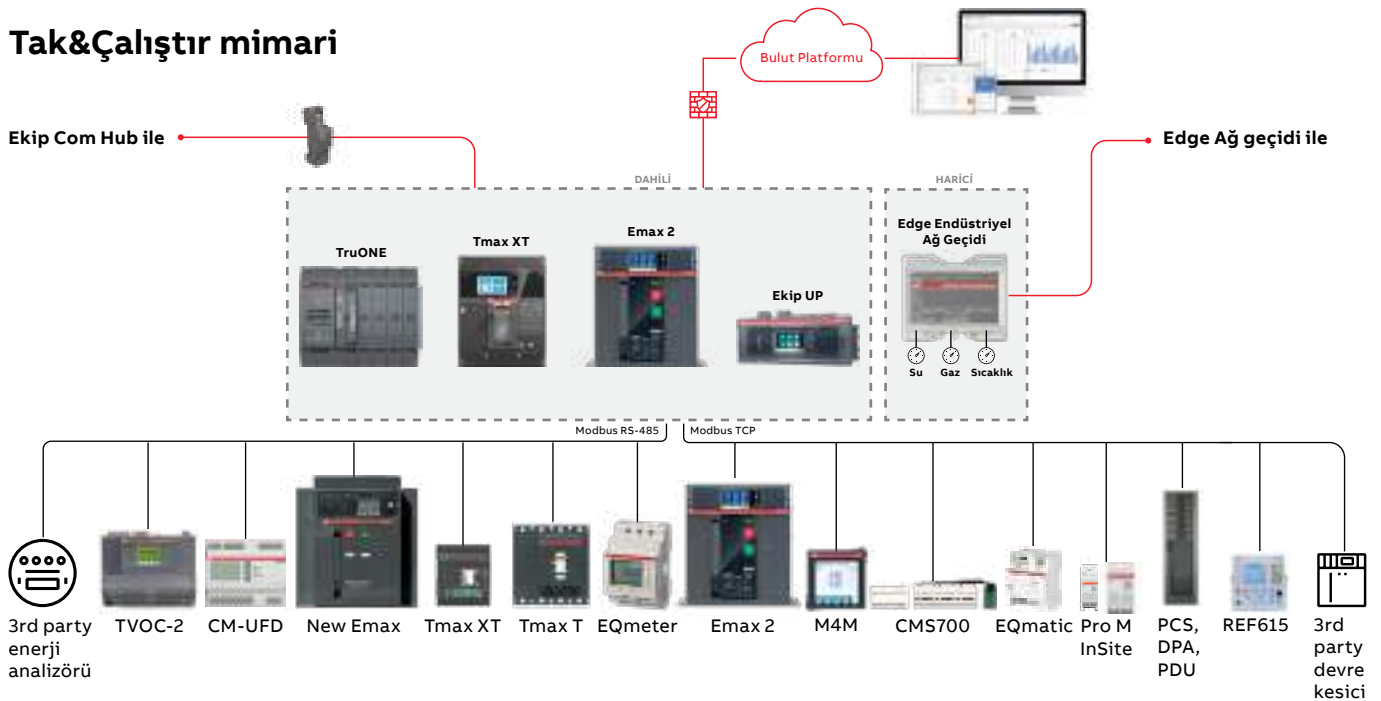 Tak&Çalıştır mimari
Bulut Platformu
Ekip Com Hub ile
Edge Ağ geçidi ile
DAHİLİ
HARİCİ
TruONE
Tmax XT
Emax 2
Ekip UP
Edge Endüstriyel
Ağ Geçidi
Su
Gaz
Sıcaklık
Modbus RS-485
Modbus TCP
3rd party
enerji
analizörü
TVOC-2
CM-UFD
New Emax
Tmax XT
Tmax T
EQmeter
Emax 2
M4M
CMS700
EQmatic
Pro M
InSite
PCS,
DPA,
PDU
REF615
3rd
party
devre
kesici